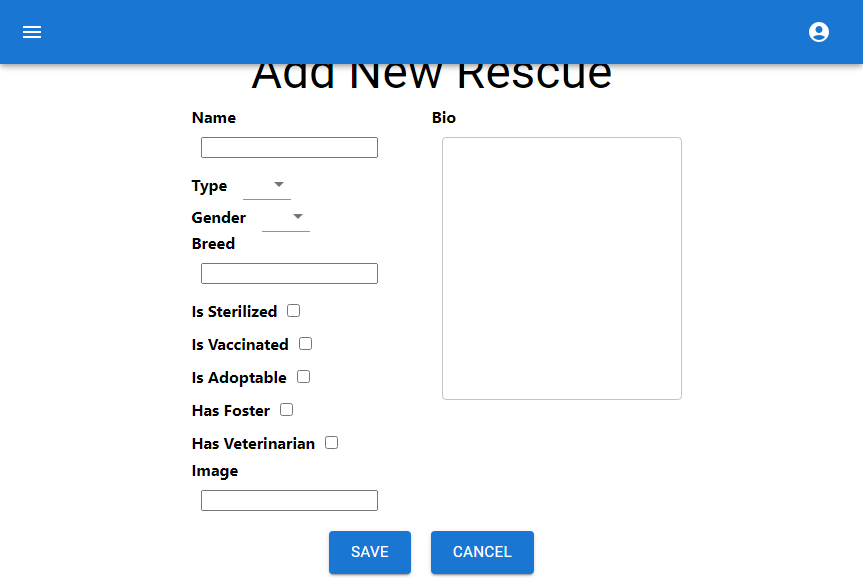 Add New Rescue
Name
Bio
Type
Gender
Breed
Is Sterilized
Is Vaccinated
Is Adoptable
Has Foster
Has Veterinarian
Image
SAVE
CANCEL